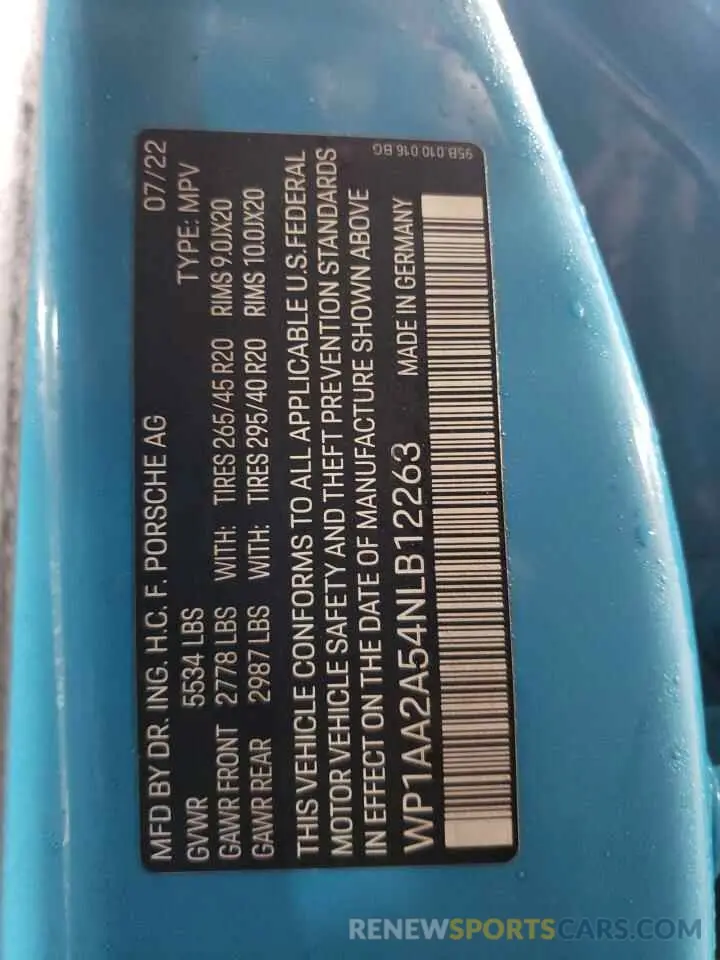 95B.010.016 BG
MFD BY DR. ING. H.C. F. PORSCHE AG 07/22
GVWR 5534 LBS TYPE: MPV
GAWR FRONT 2778 LBS WITH: TIRES 265/45 R20 RIMS 9.0JX20
GAWR REAR 2987 LBS WITH: TIRES 295/40 R20 RIMS 10.0JX20
THIS VEHICLE CONFORMS TO ALL APPLICABLE U.S. FEDERAL
MOTOR VEHICLE SAFETY AND THEFT PREVENTION STANDARDS
IN EFFECT ON THE DATE OF MANUFACTURE SHOWN ABOVE
WP1AA2A54NLB12263 MADE IN GERMANY
RENEWSPORTSCARS.COM